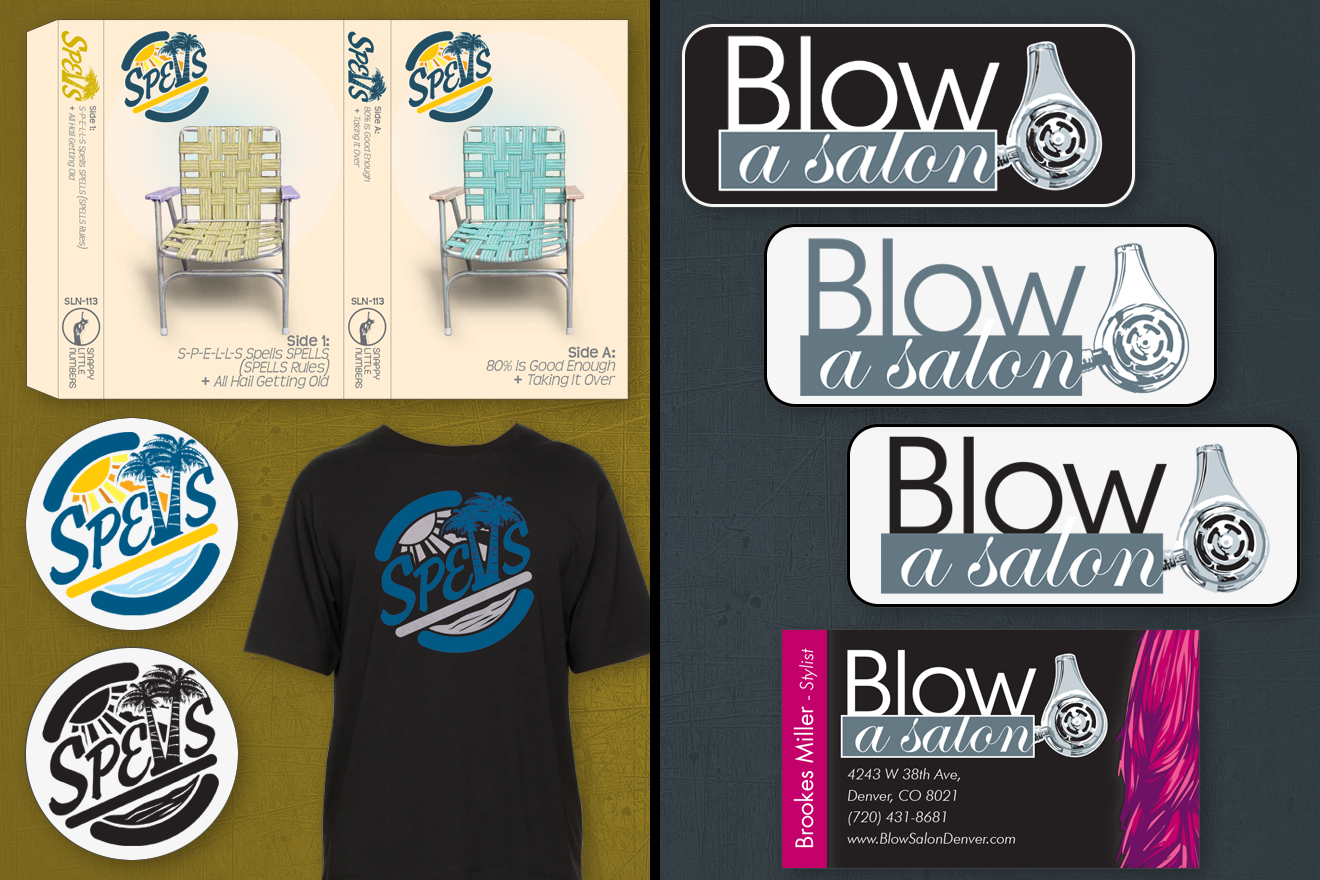 SPELLS
Side 1:
S-P-E-L-L-S Spells SPELLS (SPELLS Rules)
+ All Hail Getting Old
SLN-113
SNAPPY
LITTLE
NUMBERS
SPELLS
Side 1:
S-P-E-L-L-S Spells SPELLS
(SPELLS Rules)
+ All Hail Getting Old
SPELLS
Side A:
80% Is Good Enough
+ Taking It Over
SLN-113
SNAPPY
LITTLE
NUMBERS
SPELLS
Side A:
80% Is Good Enough
+ Taking It Over
SPELLS
SPELLS
SPELLS
Blow
a salon
Blow
a salon
Blow
a salon
Brookes Miller - Stylist
Blow
a salon
4243 W 38th Ave,
Denver, CO 8021
(720) 431-8681
www.BlowSalonDenver.com